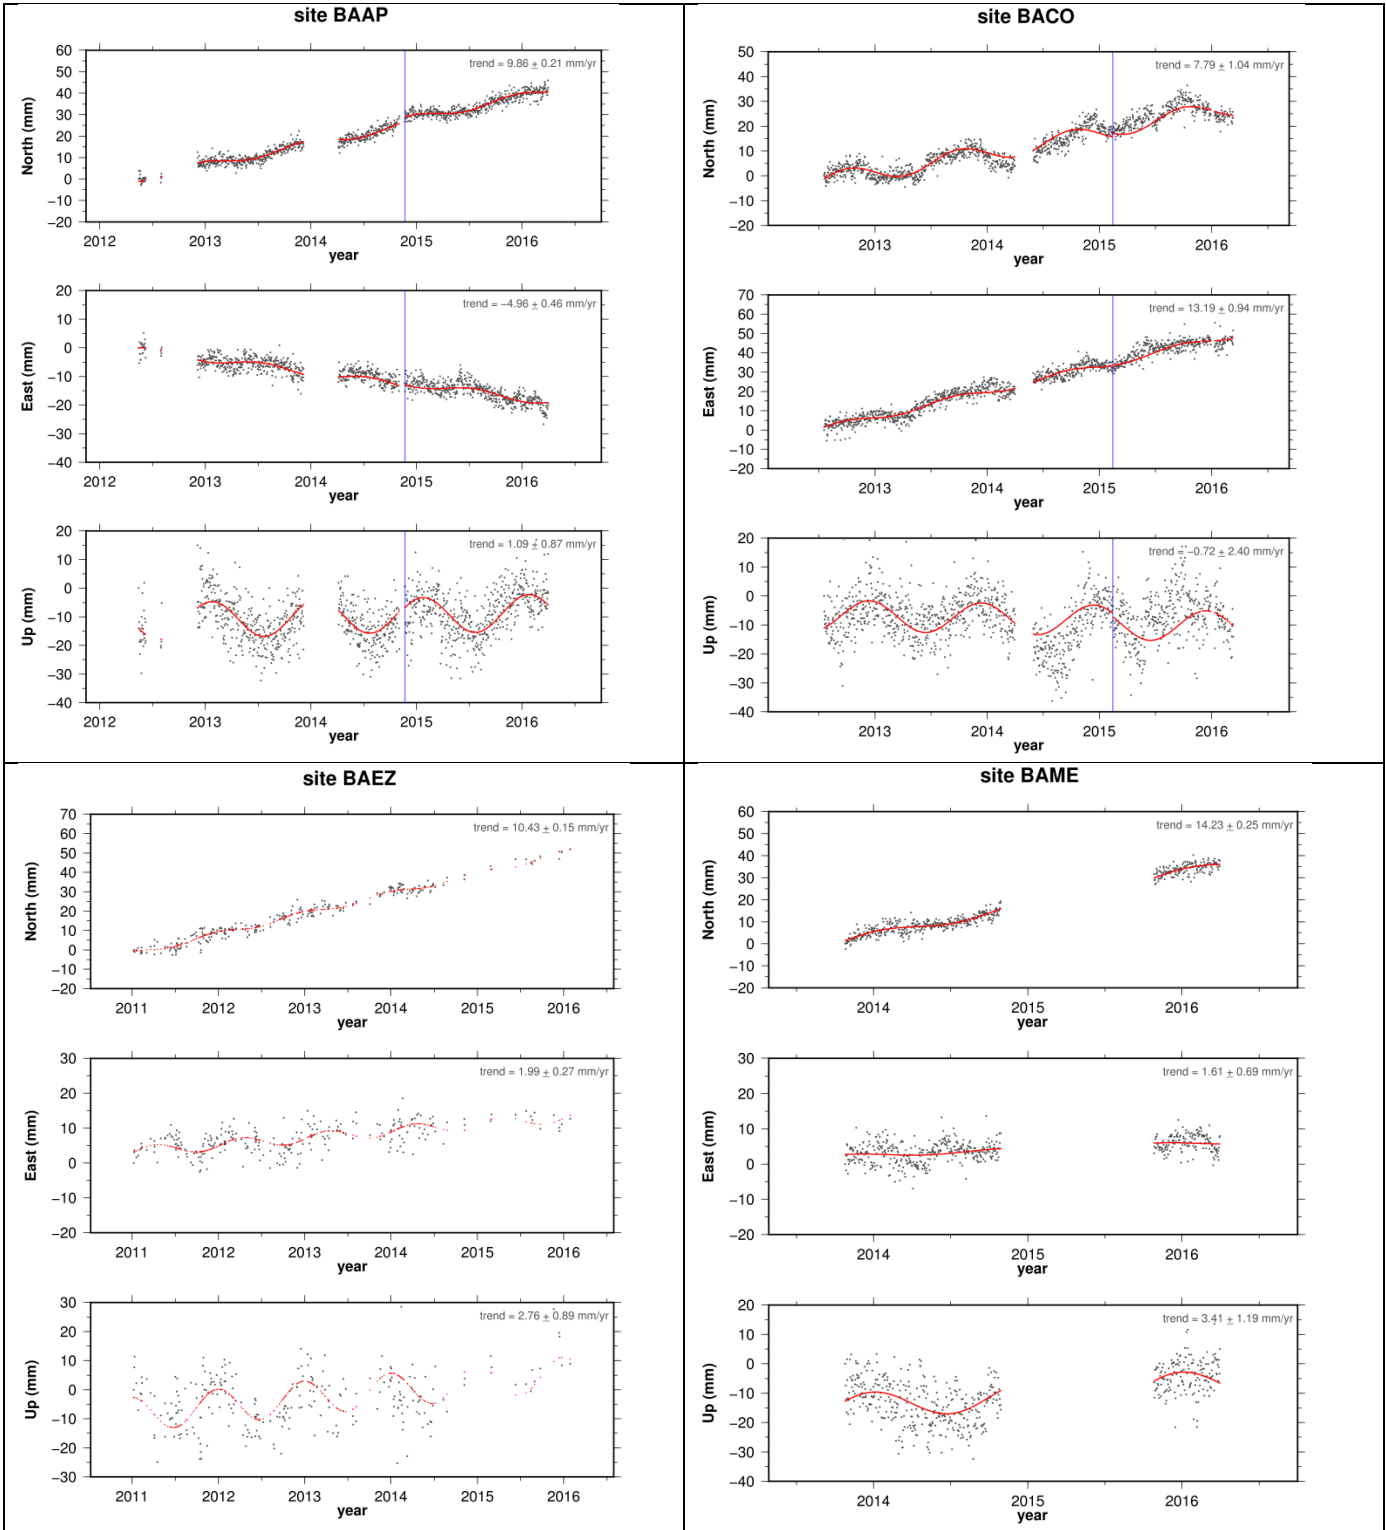 site BAAP
trend = 9.86 ± 0.21 mm/yr
North (mm)
60
50
40
30
20
10
0
−10
−20
2012 2013 2014 2015 2016
year
trend = −4.96 ± 0.46 mm/yr
East (mm)
20
10
0
−10
−20
−30
−40
2012 2013 2014 2015 2016
year
trend = 1.09 ± 0.87 mm/yr
Up (mm)
20
10
0
−10
−20
−30
−40
2012 2013 2014 2015 2016
year
site BACO
trend = 7.79 ± 1.04 mm/yr
North (mm)
50
40
30
20
10
0
−10
−20
2013 2014 2015 2016
year
trend = 13.19 ± 0.94 mm/yr
East (mm)
70
60
50
40
30
20
10
0
−10
−20
2013 2014 2015 2016
year
trend = −0.72 ± 2.40 mm/yr
Up (mm)
20
10
0
−10
−20
−30
−40
2013 2014 2015 2016
year
site BAEZ
trend = 10.43 ± 0.15 mm/yr
North (mm)
70
60
50
40
30
20
10
0
−10
−20
2011 2012 2013 2014 2015 2016
year
trend = 1.99 ± 0.27 mm/yr
East (mm)
30
20
10
0
−10
−20
2011 2012 2013 2014 2015 2016
year
trend = 2.76 ± 0.89 mm/yr
Up (mm)
30
20
10
0
−10
−20
−30
2011 2012 2013 2014 2015 2016
year
site BAME
trend = 14.23 ± 0.25 mm/yr
North (mm)
60
50
40
30
20
10
0
−10
−20
2014 2015 2016
year
trend = 1.61 ± 0.69 mm/yr
East (mm)
30
20
10
0
−10
−20
2014 2015 2016
year
trend = 3.41 ± 1.19 mm/yr
Up (mm)
20
10
0
−10
−20
−30
−40
2014 2015 2016
year